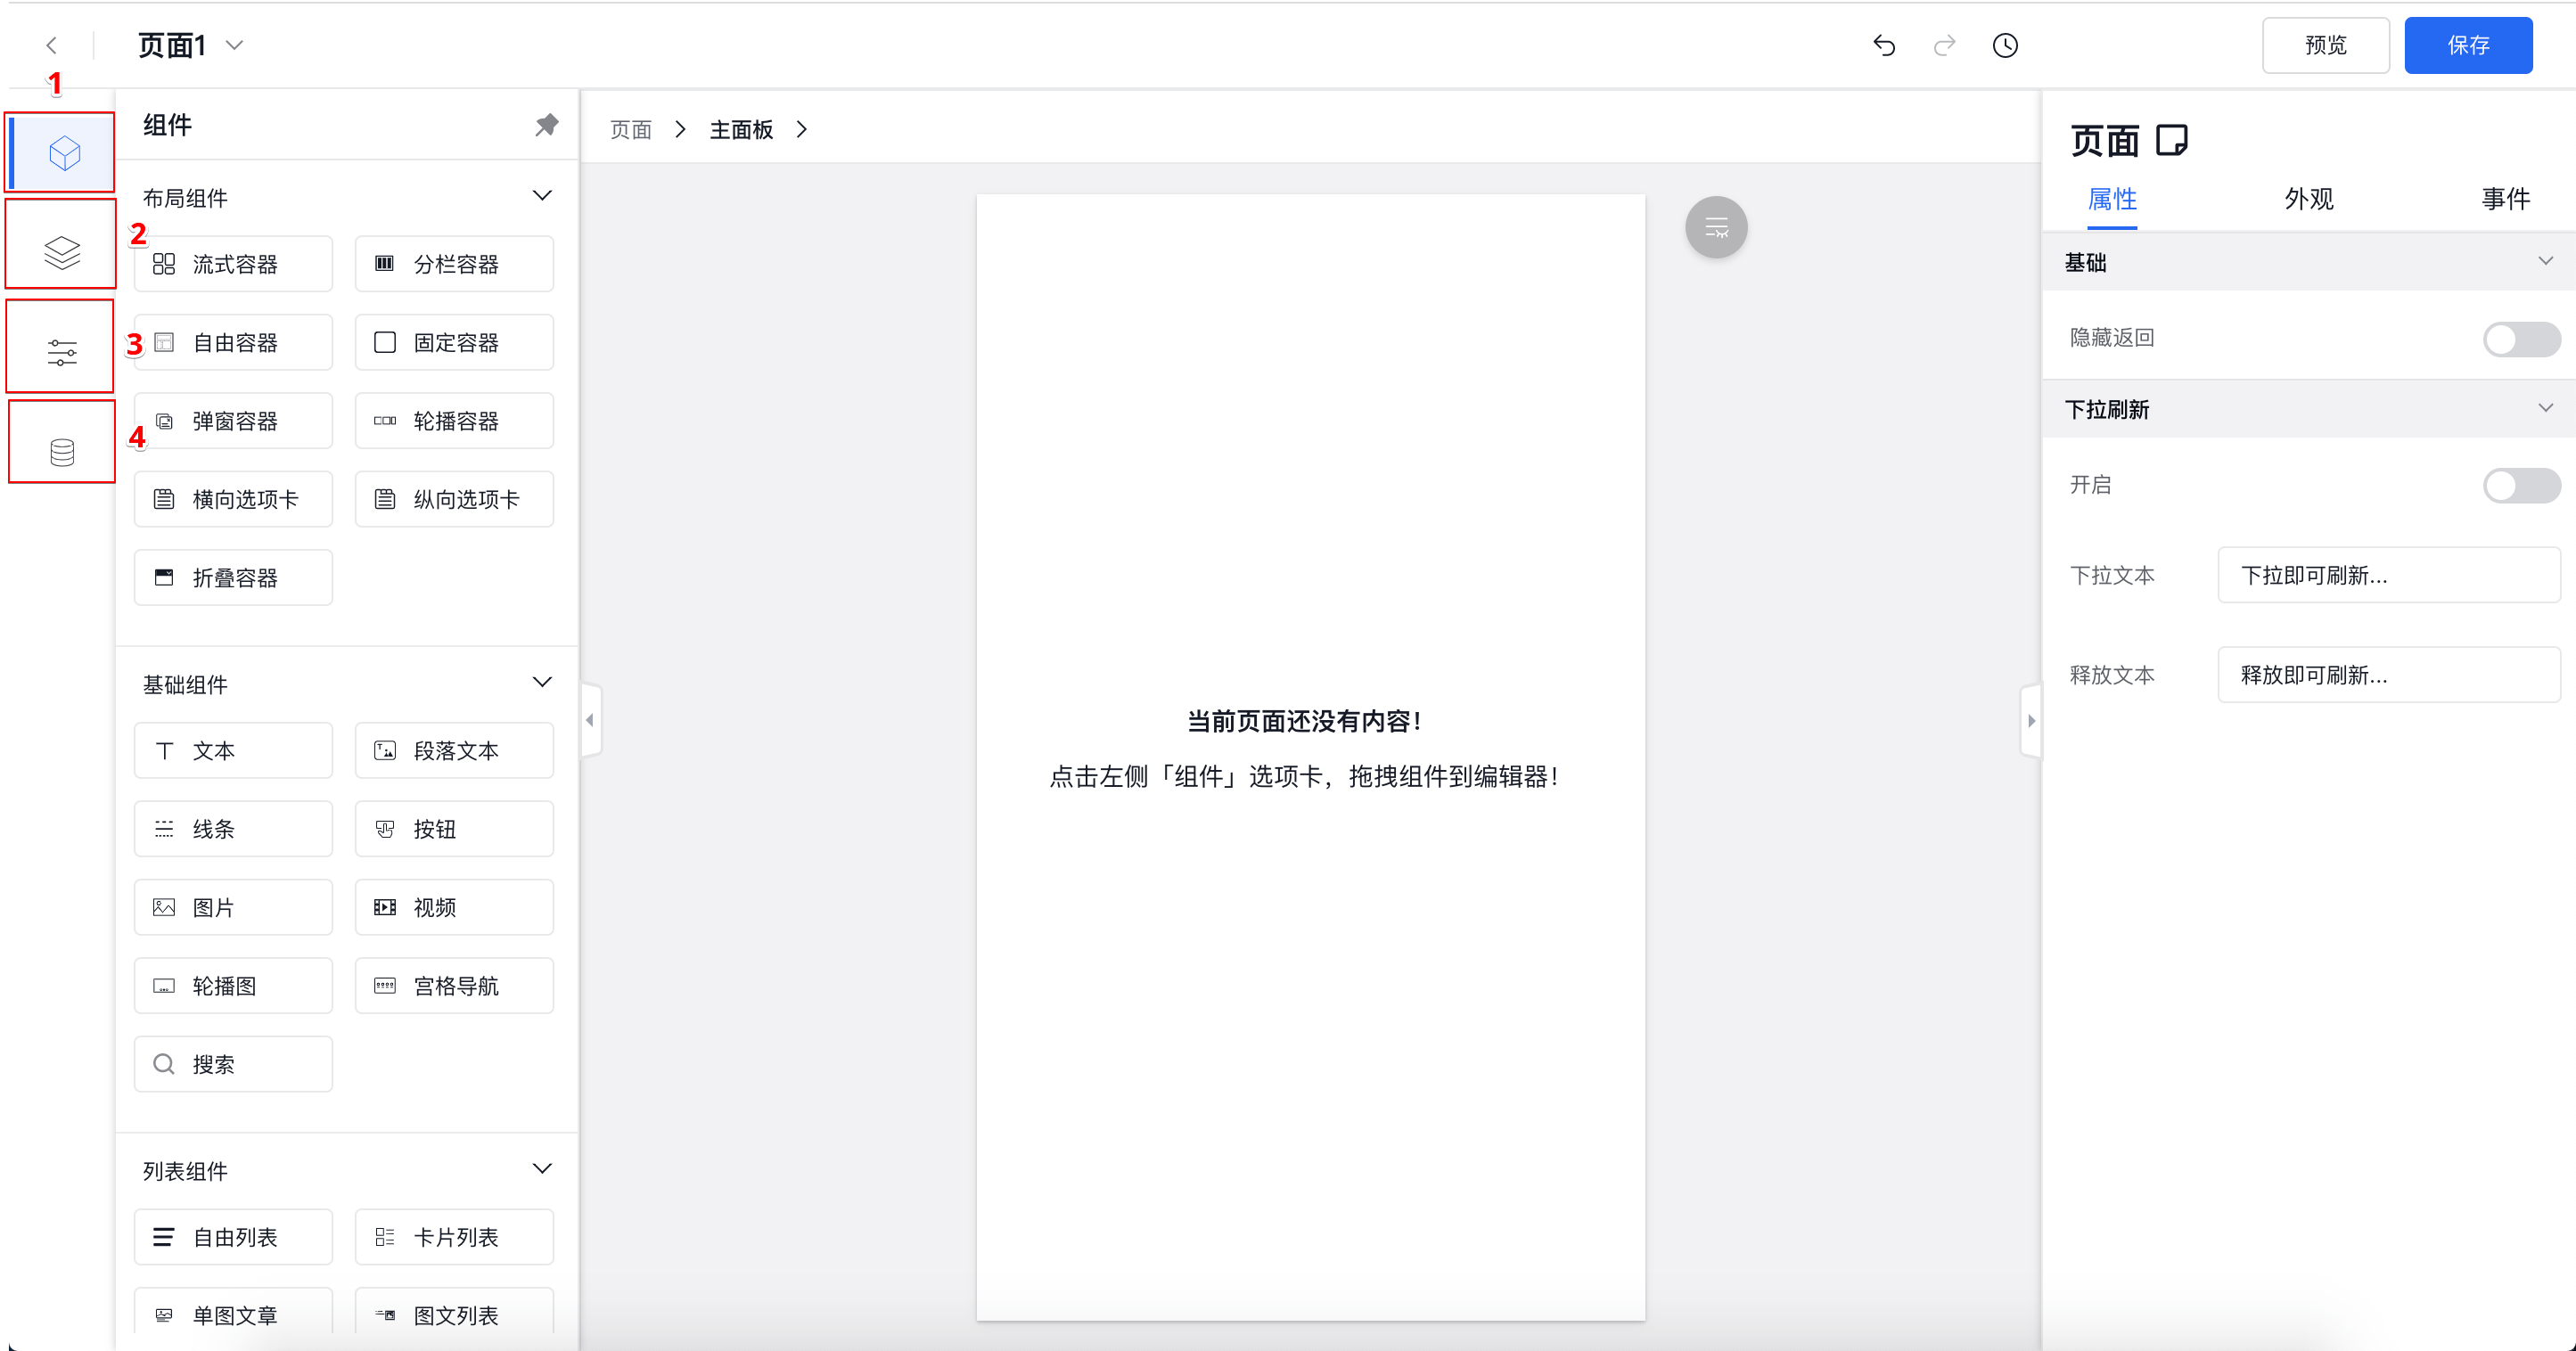 页面1
预览
保存
1
2
3
4
组件
布局组件
流式容器
分栏容器
自由容器
固定容器
弹窗容器
轮播容器
横向选项卡
纵向选项卡
折叠容器
基础组件
文本
段落文本
线条
按钮
图片
视频
轮播图
宫格导航
搜索
列表组件
自由列表
卡片列表
单图文章
图文列表
页面 > 主面板 >
当前页面还没有内容！
点击左侧「组件」选项卡，拖拽组件到编辑器！
页面
属性
外观
事件
基础
隐藏返回
下拉刷新
开启
下拉文本
下拉即可刷新...
释放文本
释放即可刷新...